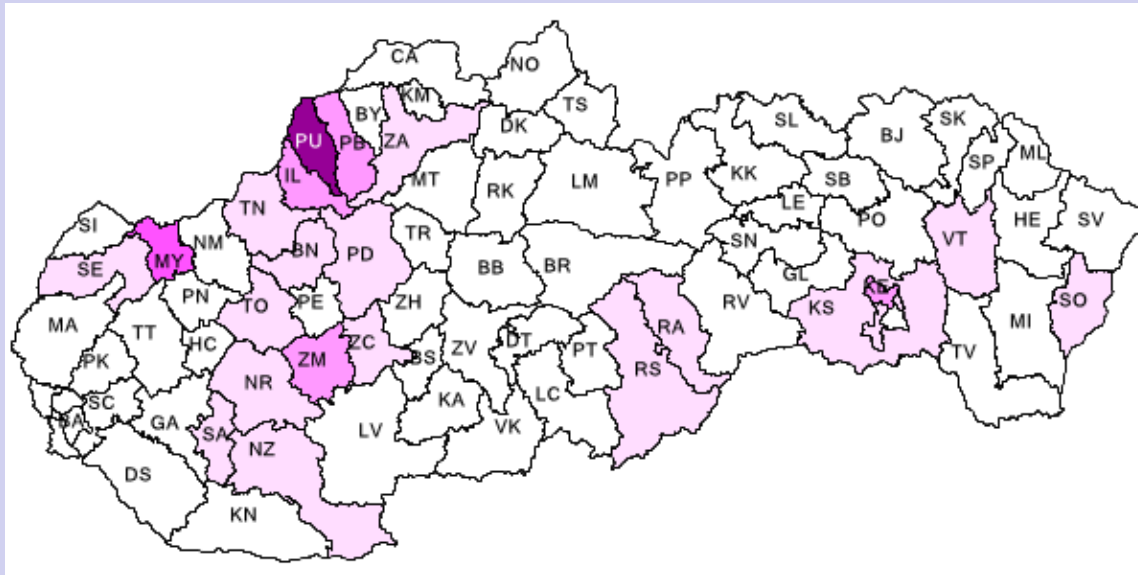 CA
NO
KM
BY
TS
PU
PB
ZA
DK
SL
BJ
SK
IL
MT
RK
LM
PP
KK
SB
SP
ML
TN
LE
PO
HE
SV
SI
NM
BN
PD
TR
SN
VT
SE
MY
BB
BR
GL
PN
TO
PE
ZH
RV
KS
KE
SO
MA
TT
HC
ZM
ZC
BS
ZV
DT
PT
RA
MI
TV
PK
NR
RS
SC
KA
LC
BA
GA
SA
NZ
LV
VK
DS
KN